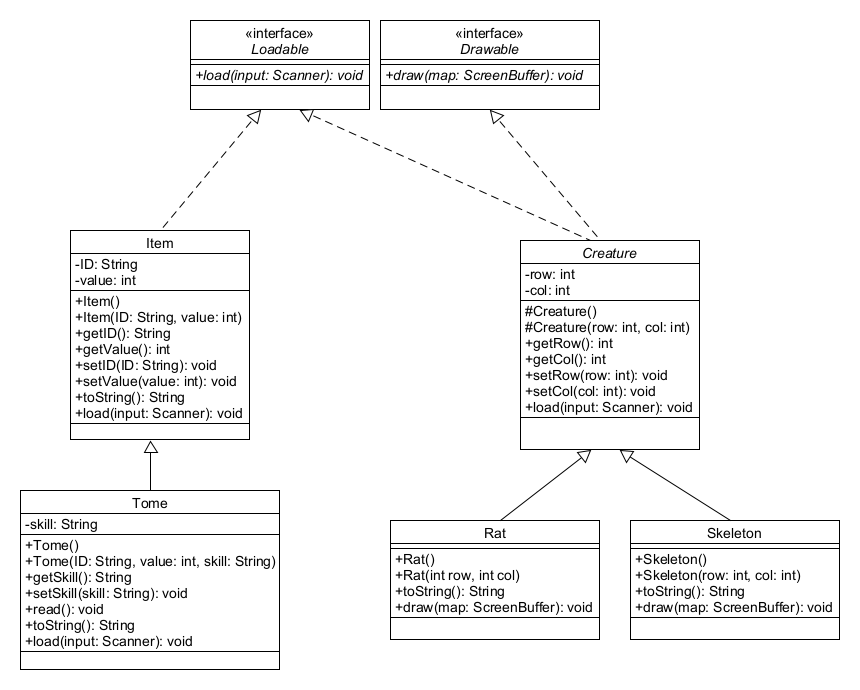 «interface»
Loadable
+load(input: Scanner): void
«interface»
Drawable
+draw(map: ScreenBuffer): void
Item
-ID: String
-value: int
+Item()
+Item(ID: String, value: int)
+getID(): String
+getValue(): int
+setID(ID: String): void
+setValue(value: int): void
+toString(): String
+load(input: Scanner): void
Creature
-row: int
-col: int
#Creature()
#Creature(row: int, col: int)
+getRow(): int
+getCol(): int
+setRow(row: int): void
+setCol(col: int): void
+load(input: Scanner): void
Tome
-skill: String
+Tome()
+Tome(ID: String, value: int, skill: String)
+getSkill(): String
+setSkill(skill: String): void
+read(): void
+toString(): String
+load(input: Scanner): void
Rat
+Rat()
+Rat(int row, int col)
+toString(): String
+draw(map: ScreenBuffer): void
Skeleton
+Skeleton()
+Skeleton(row: int, col: int)
+toString(): String
+draw(map: ScreenBuffer): void